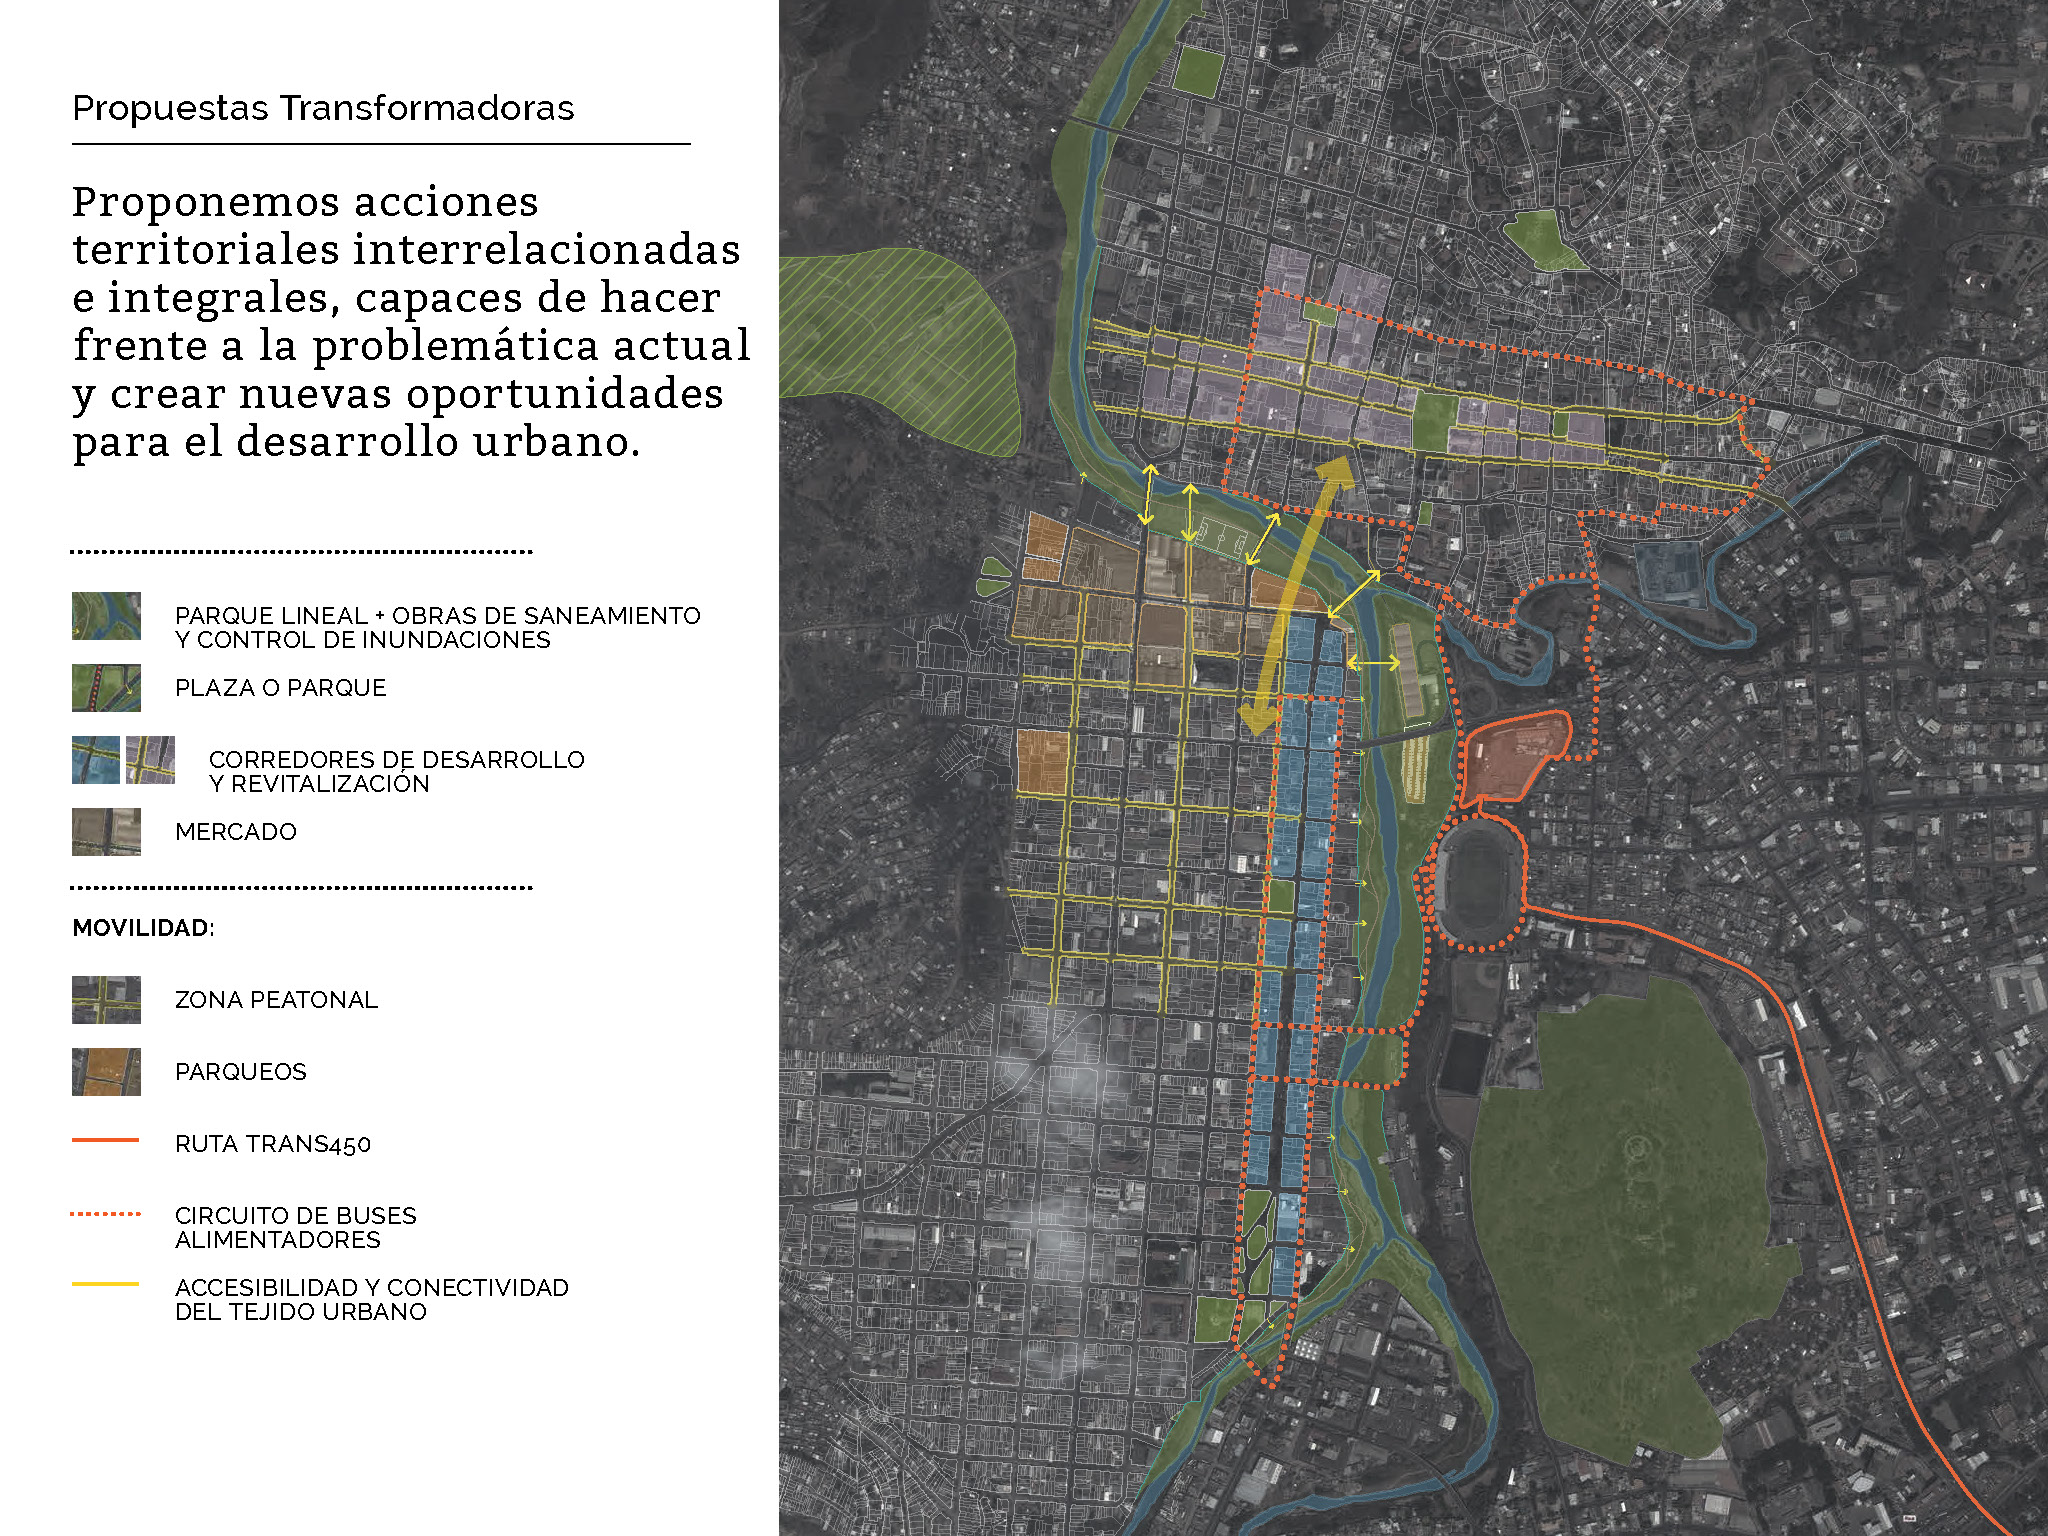 Propuestas Transformadoras
Proponemos acciones
territoriales interrelacionadas
e integrales, capaces de hacer
frente a la problemática actual
y crear nuevas oportunidades
para el desarrollo urbano.
PARQUE LINEAL + OBRAS DE SANEAMIENTO
Y CONTROL DE INUNDACIONES
PLAZA O PARQUE
CORREDORES DE DESARROLLO
Y REVITALIZACIÓN
MERCADO
MOVILIDAD:
ZONA PEATONAL
PARQUEOS
RUTA TRANS450
CIRCUITO DE BUSES
ALIMENTADORES
ACCESIBILIDAD Y CONECTIVIDAD
DEL TEJIDO URBANO